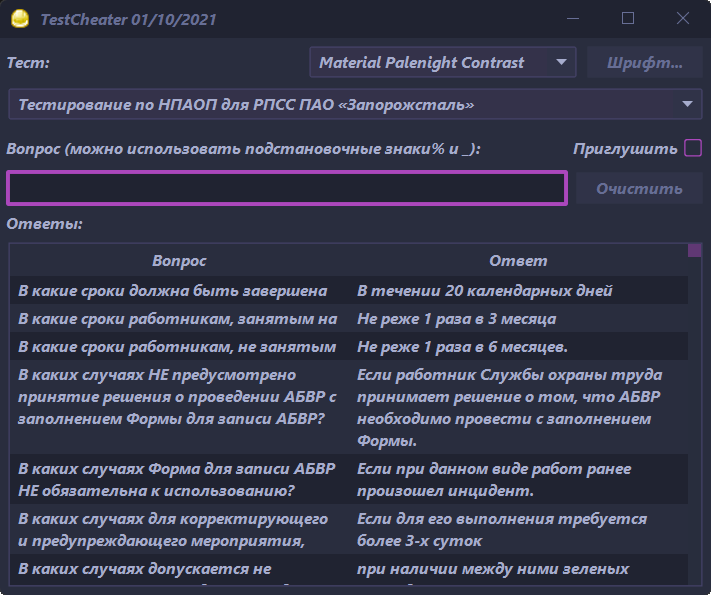 TestCheater 01/10/2021
Тест:
Material Palenight Contrast
Шрифт...
Тестирование по НПАОП для РПСС ПАО «Запорожсталь»
Вопрос (можно использовать подстановочные знаки% и _):
Приглушить
Очистить
Ответы:
Вопрос
Ответ
В какие сроки должна быть завершена
В течении 20 календарных дней
В какие сроки работникам, занятым на
Не реже 1 раза в 3 месяца
В какие сроки работникам, не занятым
Не реже 1 раза в 6 месяцев.
В каких случаях НЕ предусмотрено
принятие решения о проведении АБВР с
заполнением Формы для записи АБВР?
Если работник Службы охраны труда
принимает решение о том, что АБВР
необходимо провести с заполнением
Формы.
В каких случаях Форма для записи АБВР
НЕ обязательна к использованию?
Если при данном виде работ ранее
произошел инцидент.
В каких случаях для корректирующего
и предупреждающего мероприятия,
Если для его выполнения требуется
более 3-х суток
В каких случаях допускается не
при наличии между ними зеленых